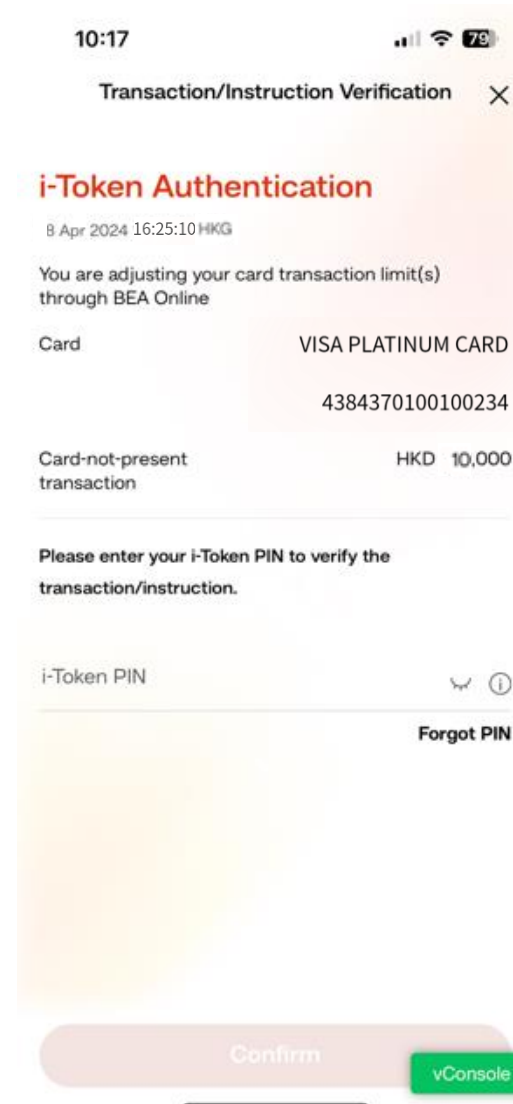 10:17
79
Transaction/Instruction Verification
i-Token Authentication
8 Apr 2024 16:25:10 HKG
You are adjusting your card transaction limit(s)
through BEA Online
Card VISA PLATINUM CARD
4384370100100234
Card-not-present HKD 10,000
transaction
Please enter your i-Token PIN to verify the
transaction/instruction.
i-Token PIN
Forgot PIN
Confirm
vConsole